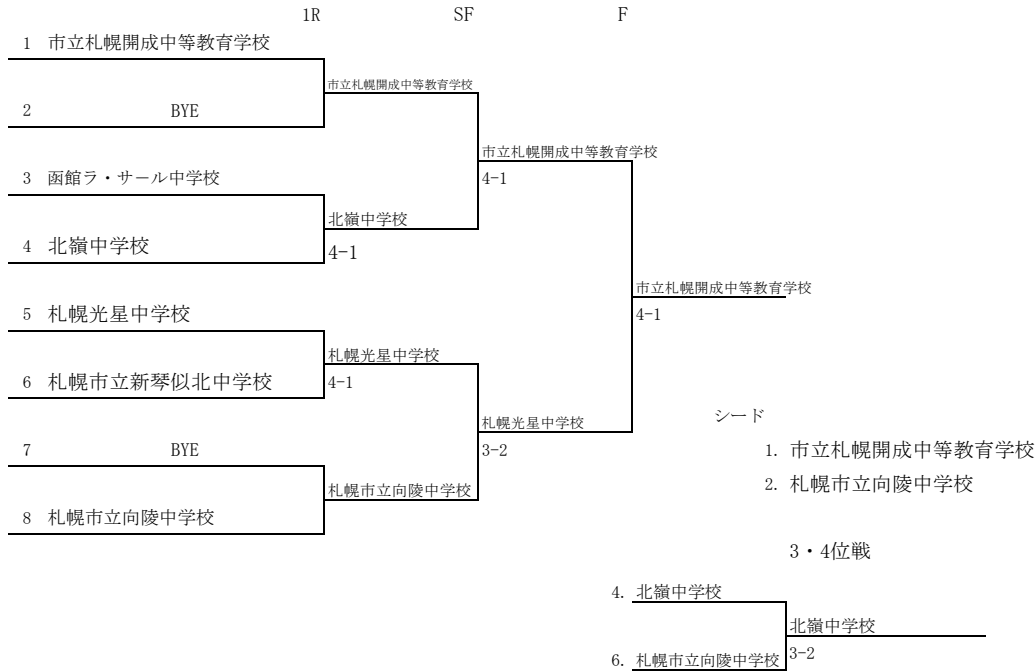 1R SF F
1 市立札幌開成中等教育学校
市立札幌開成中等教育学校
2 BYE
市立札幌開成中等教育学校
4-1
3 函館ラ・サール中学校
北嶺中学校
4 北嶺中学校
4-1
市立札幌開成中等教育学校
4-1
5 札幌光星中学校
札幌光星中学校
6 札幌市立新琴似北中学校
4-1
札幌光星中学校
3-2
7 BYE
札幌市立向陵中学校
8 札幌市立向陵中学校
シード
1. 市立札幌開成中等教育学校
2. 札幌市立向陵中学校
3・4位戦
4. 北嶺中学校
北嶺中学校
6. 札幌市立向陵中学校
3-2